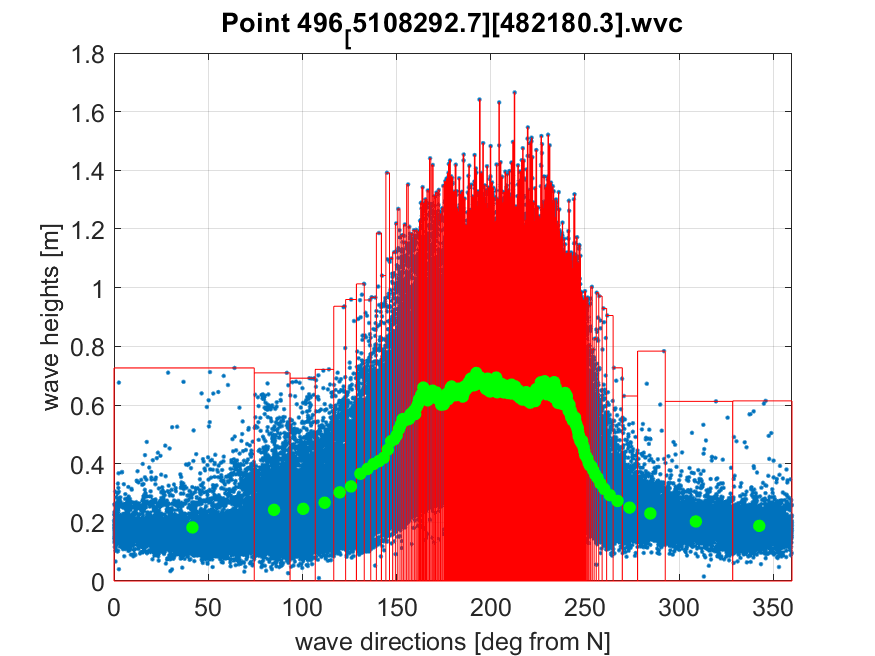 Point 496[5108292.7][482180.3].wvc
1.8
1.6
1.4
1.2
1
0.8
0.6
0.4
0.2
0
wave heights [m]
0 50 100 150 200 250 300 350
wave directions [deg from N]